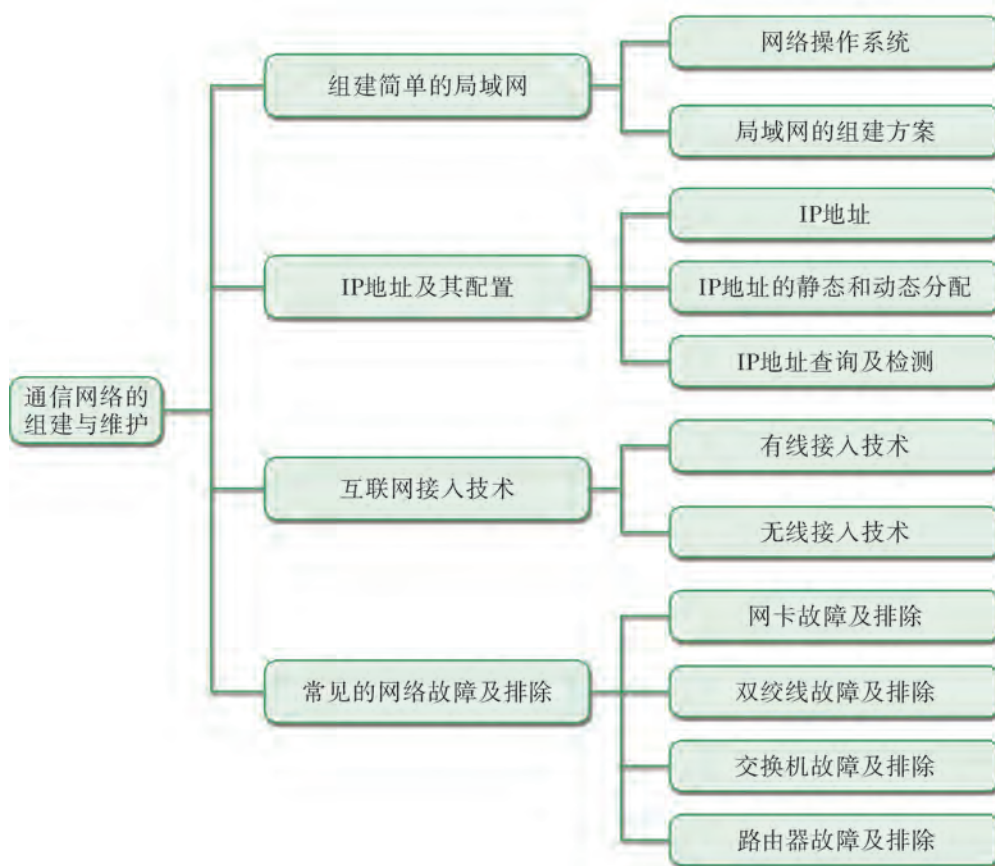 通信网络的
组建与维护
组建简单的局域网
网络操作系统
局域网的组建方案
IP地址及其配置
IP地址
IP地址的静态和动态分配
IP地址查询及检测
互联网接入技术
有线接入技术
无线接入技术
常见的网络故障及排除
网卡故障及排除
双绞线故障及排除
交换机故障及排除
路由器故障及排除